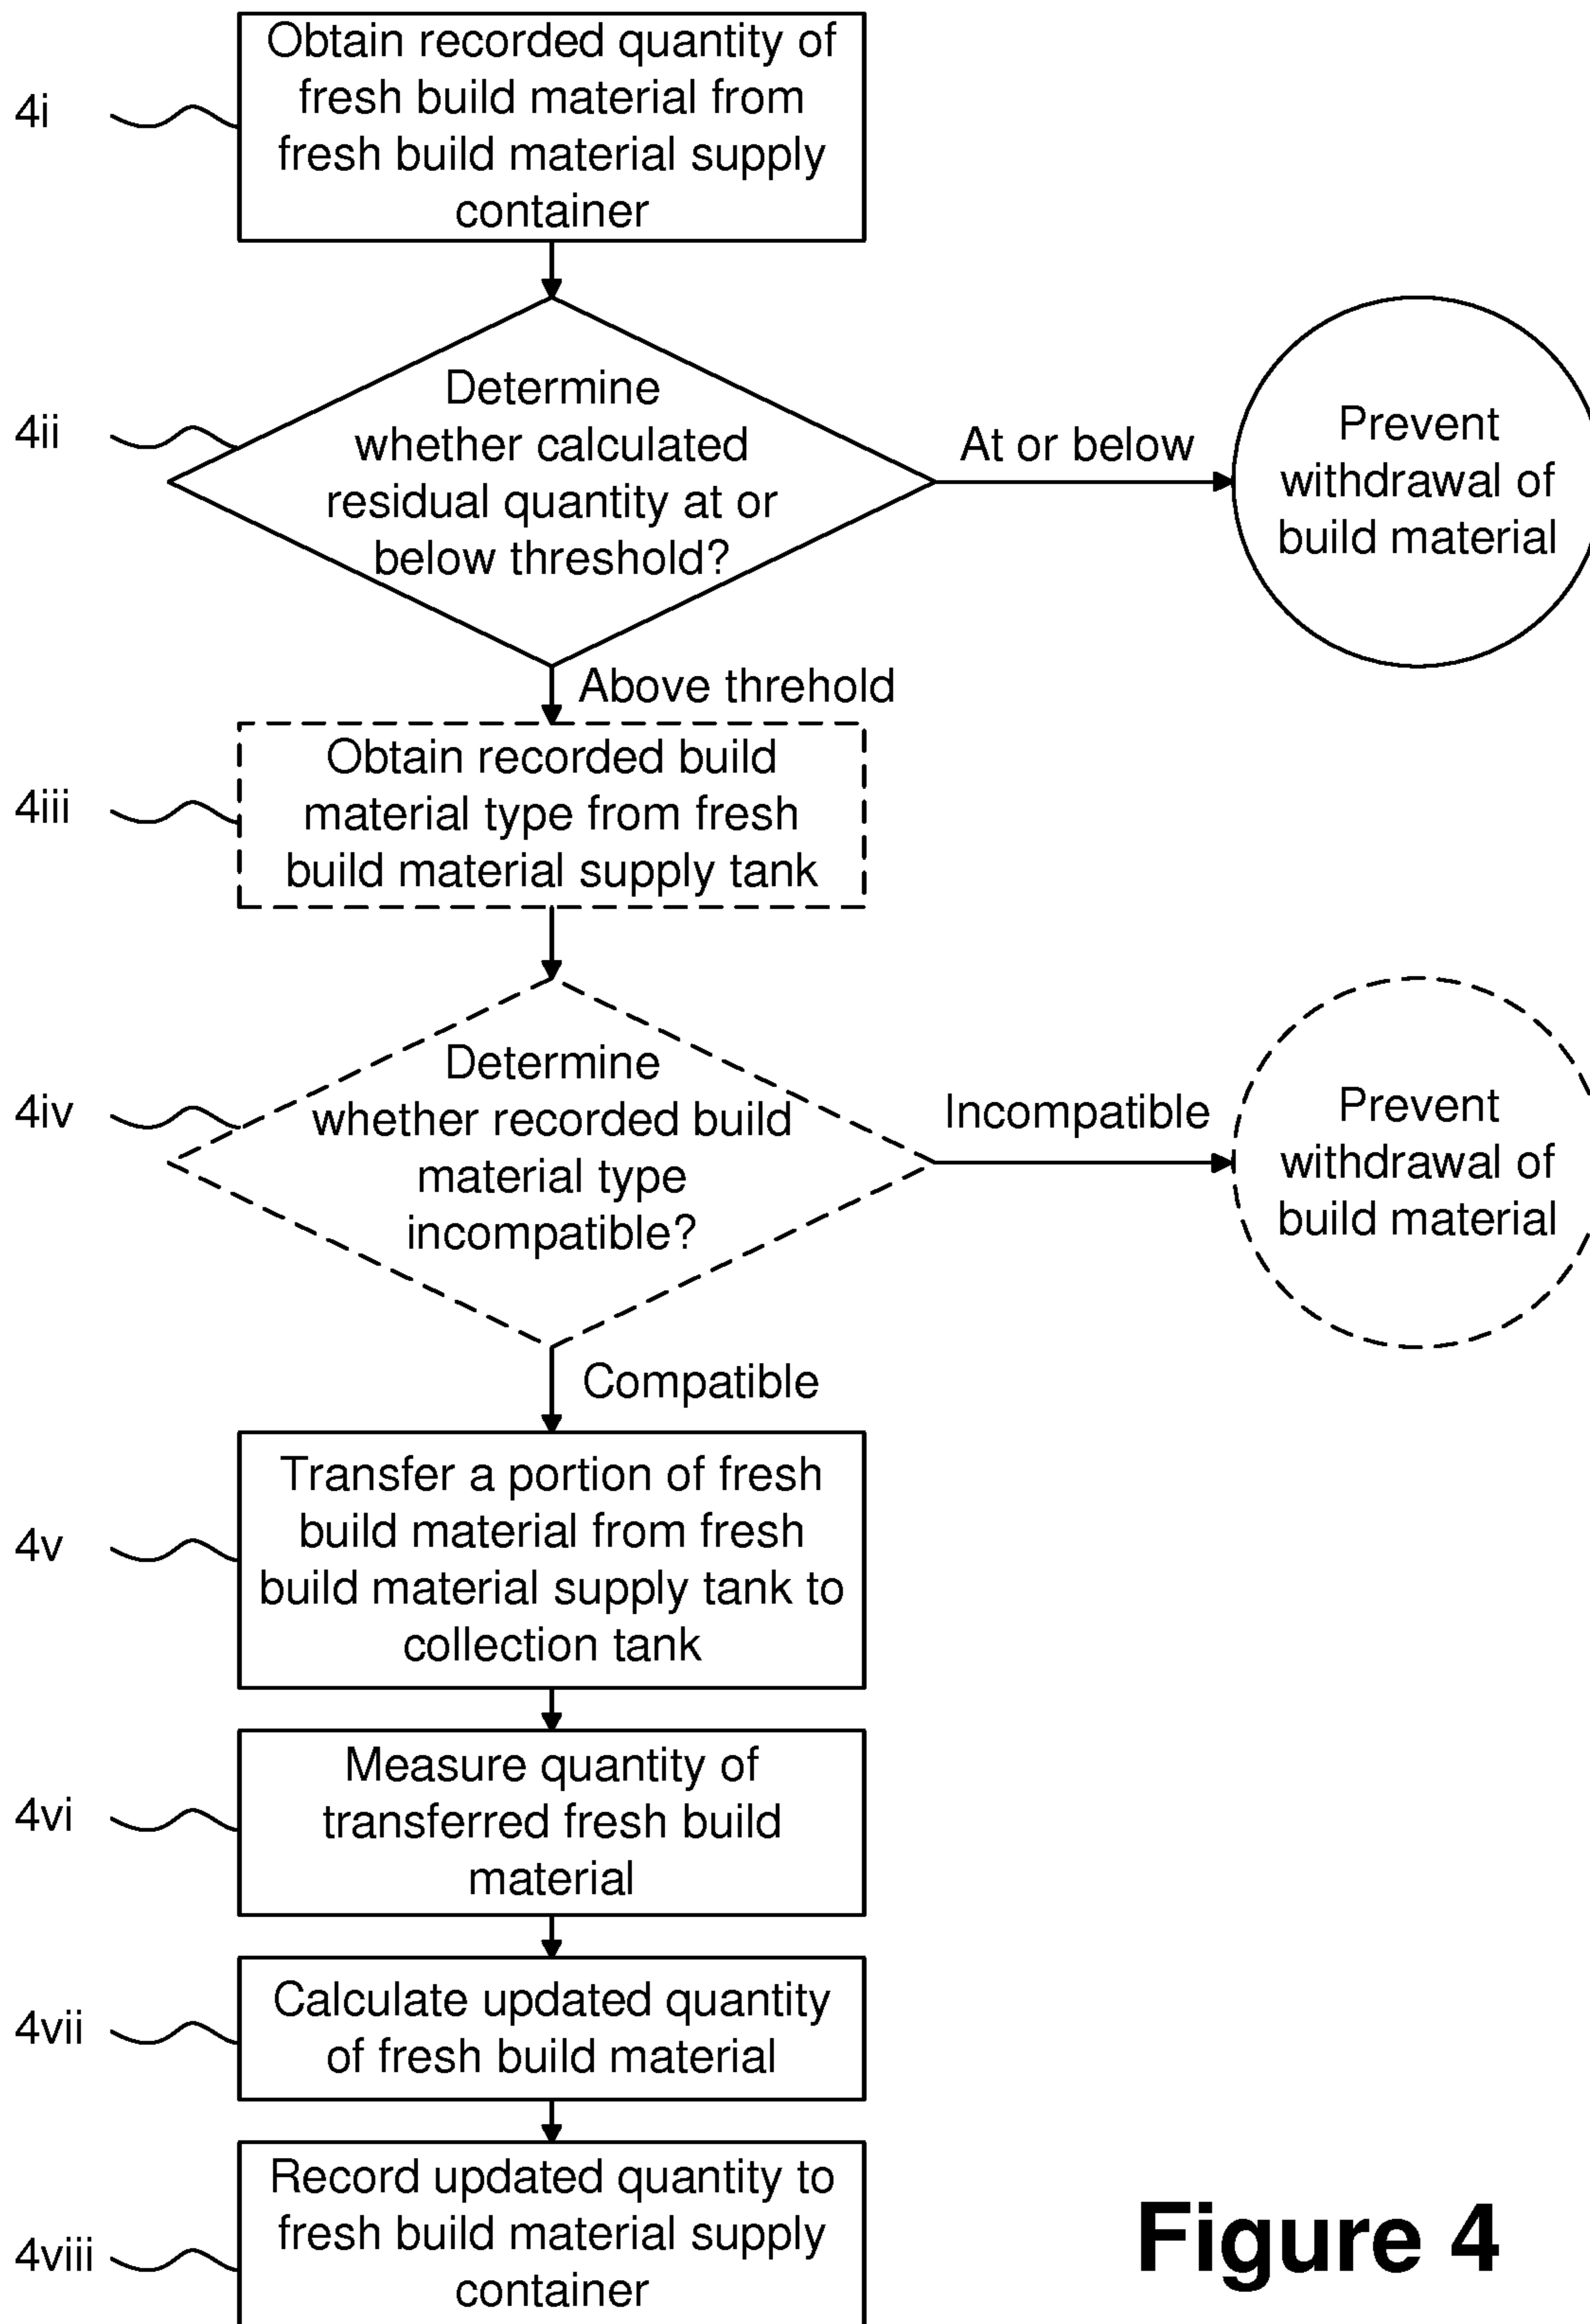 4i
Obtain recorded quantity of
fresh build material from
fresh build material supply
container
4ii
Determine
whether calculated
residual quantity at or
below threshold?
At or below
Prevent
withdrawal of
build material
Above threhold
4iii
Obtain recorded build
material type from fresh
build material supply tank
4iv
Determine
whether recorded build
material type
incompatible?
Incompatible
Prevent
withdrawal of
build material
Compatible
4v
Transfer a portion of fresh
build material from fresh
build material supply tank to
collection tank
4vi
Measure quantity of
transferred fresh build
material
4vii
Calculate updated quantity
of fresh build material
4viii
Record updated quantity to
fresh build material supply
container
Figure 4